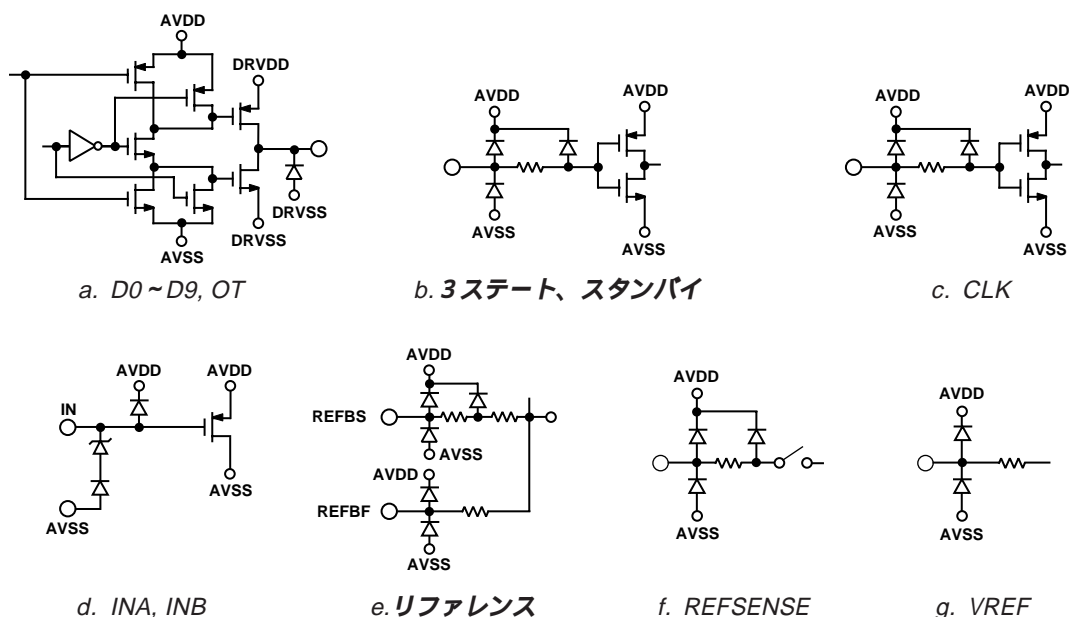 AVDD
DRVDD
DRVSS
AVSS
DRVSS
a. D0～D9, OT
AVDD
AVDD
AVSS
AVSS
b. 3ステート、スタンバイ
AVDD
AVDD
AVSS
AVSS
c. CLK
AVDD
AVDD
IN
AVSS
AVSS
d. INA, INB
AVDD
REFBS
AVSS
AVDD
REFBF
AVSS
e. リファレンス
AVDD
AVSS
f. REFSENSE
AVDD
AVSS
g. VREF